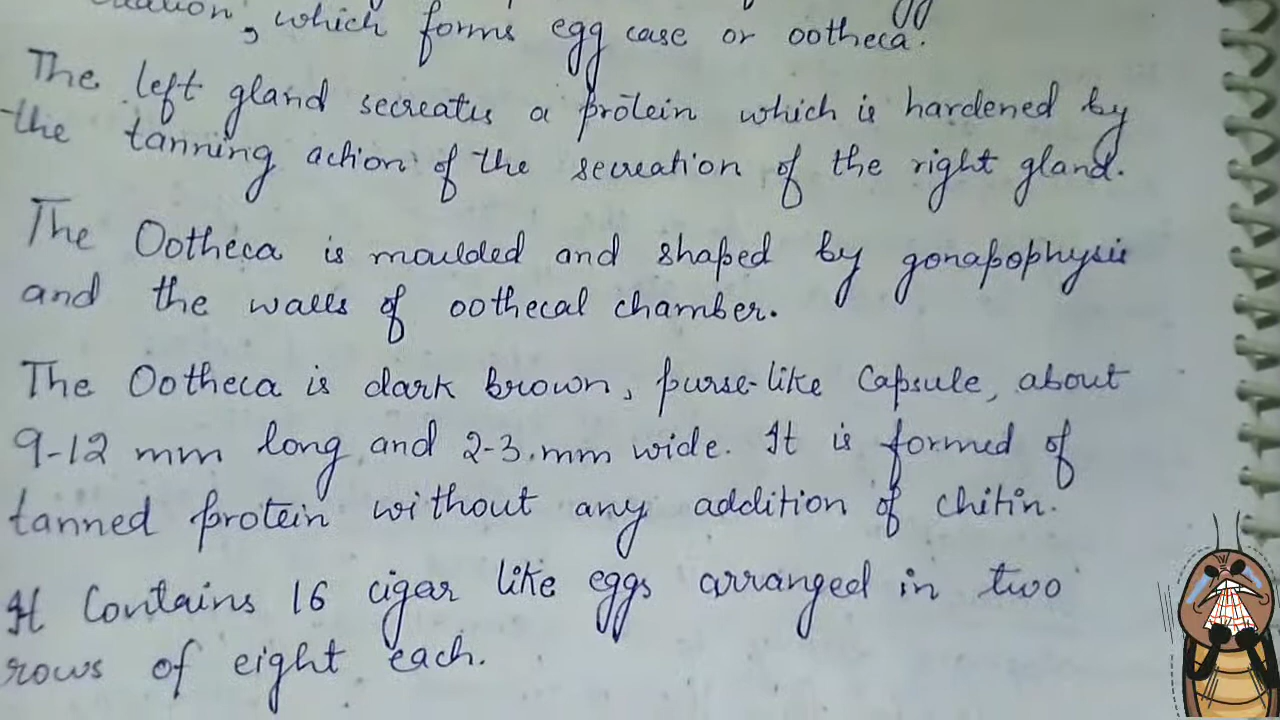 , which forms egg case or ootheca.
The left gland secreates a protein which is hardened by
the tanning action of the secreation of the right gland.
The Ootheca is moulded and shaped by gonapophysis
and the walls of oothecal chamber.
The Ootheca is dark brown, purse-like Capsule, about
9-12 mm long and 2-3 mm wide. It is formed of
tanned protein without any addition of chitin.
It Contains 16 cigar like eggs arranged in two
rows of eight each.